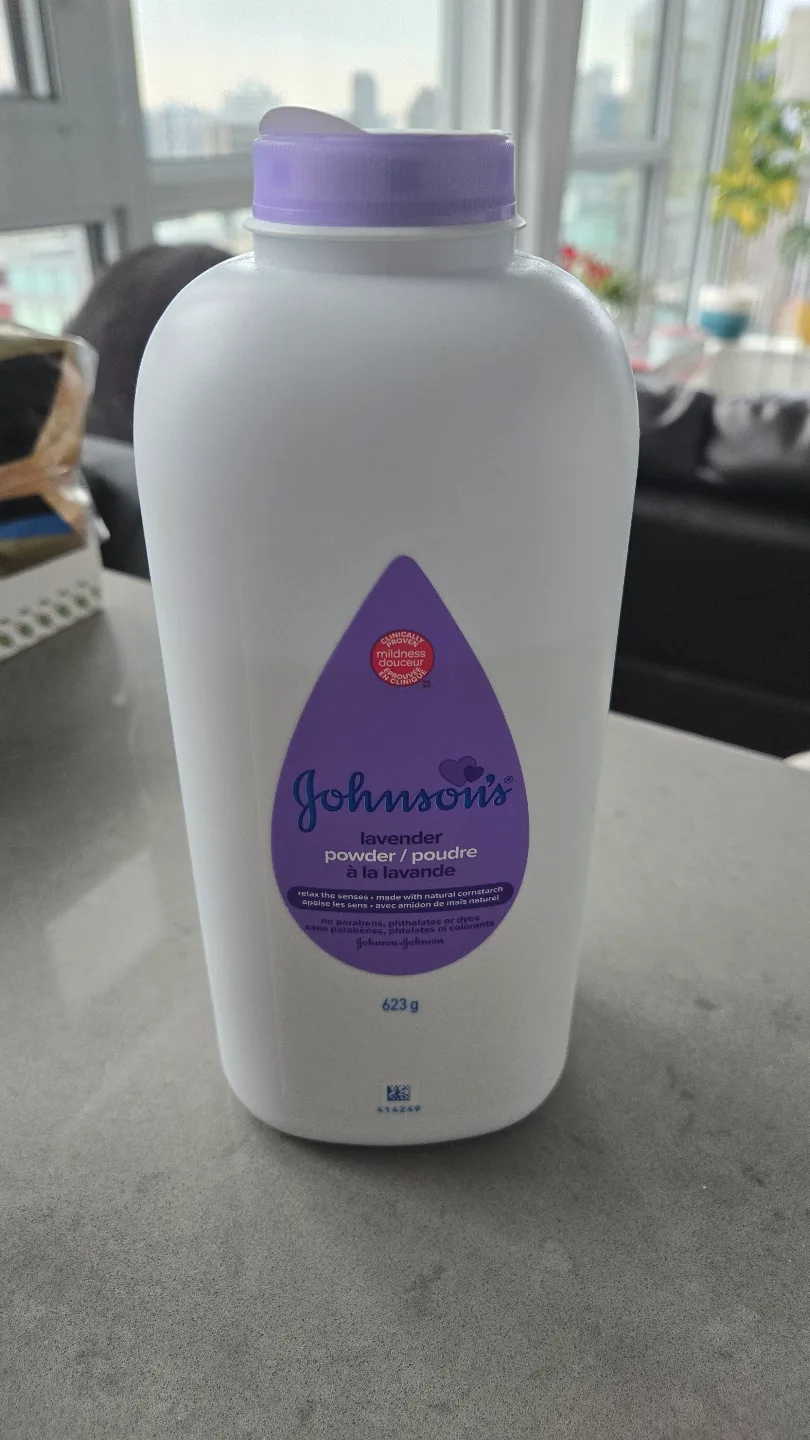 CLINICALLY
PROVEN
mildness
douceur
ÉPROUVÉE
EN CLINIQUE
Johnson's®
lavender
powder / poudre
à la lavande
relax the senses • made with natural cornstarch
apaise les sens • avec amidon de maïs naturel
no parabens, phthalates or dyes
sans parabènes, phtalates ni colorants
Johnson & Johnson
623 g
414249